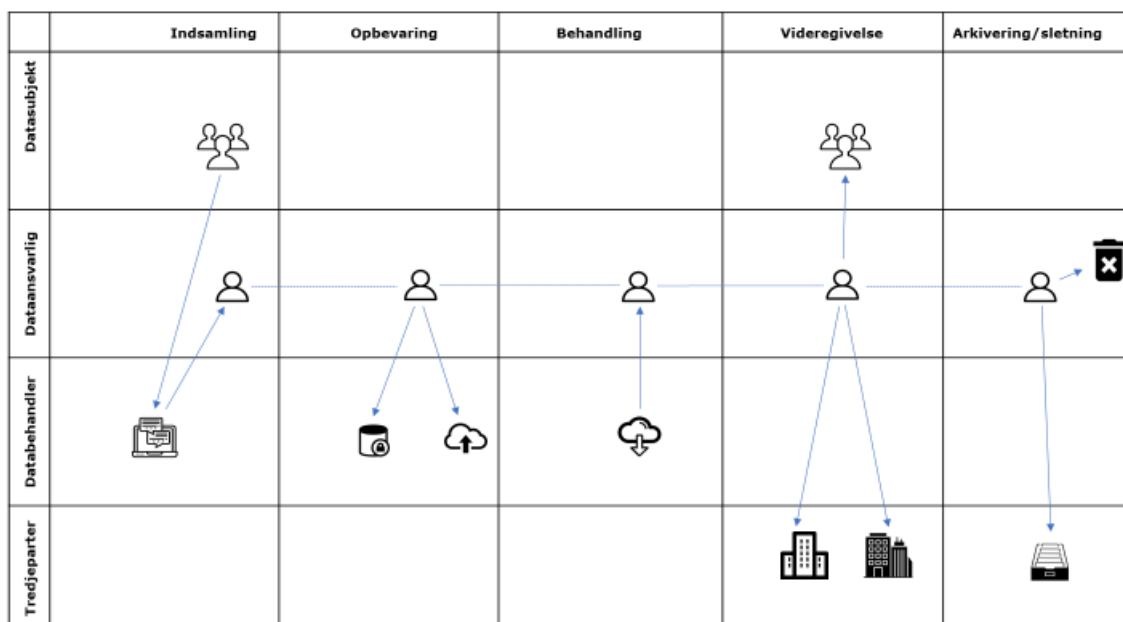 Indsamling
Opbevaring
Behandling
Videregivelse
Arkivering/sletning
Datasubjekt
Dataansvarlig
Databehandler
Tredjeparter